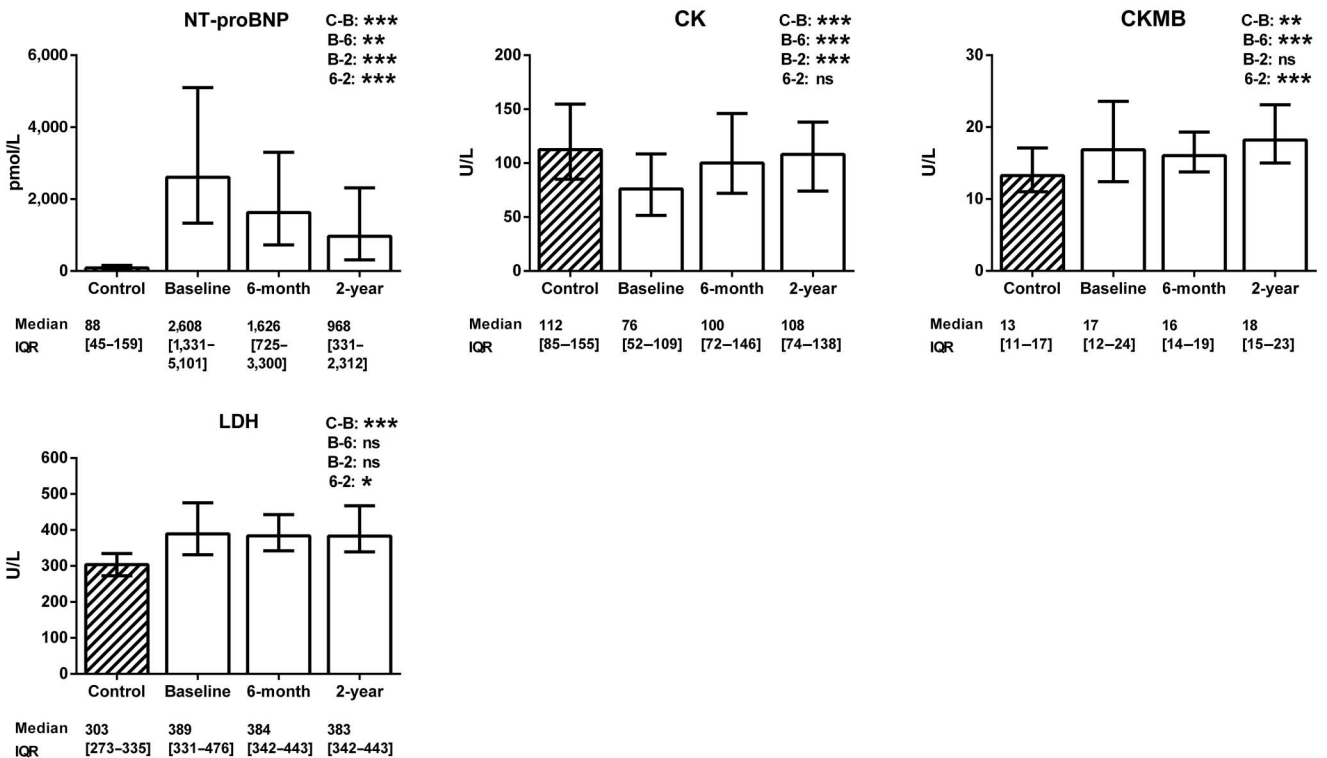 NT-proBNP
C-B: ***
B-6: **
B-2: ***
6-2: ***
pmol/L
6,000
4,000
2,000
0
Control Baseline 6-month 2-year
Median 88 2,608 1,626 968
IQR [45–159] [1,331– [725– [331–
5,101] 3,300] 2,312]
CK
C-B: ***
B-6: ***
B-2: ***
6-2: ns
U/L
200
150
100
50
0
Control Baseline 6-month 2-year
Median 112 76 100 108
IQR [85–155] [52–109] [72–146] [74–138]
CKMB
C-B: **
B-6: ***
B-2: ns
6-2: ***
U/L
30
20
10
0
Control Baseline 6-month 2-year
Median 13 17 16 18
IQR [11–17] [12–24] [14–19] [15–23]
LDH
C-B: ***
B-6: ns
B-2: ns
6-2: *
U/L
600
500
400
300
200
100
0
Control Baseline 6-month 2-year
Median 303 389 384 383
IQR [273–335] [331–476] [342–443] [342–443]